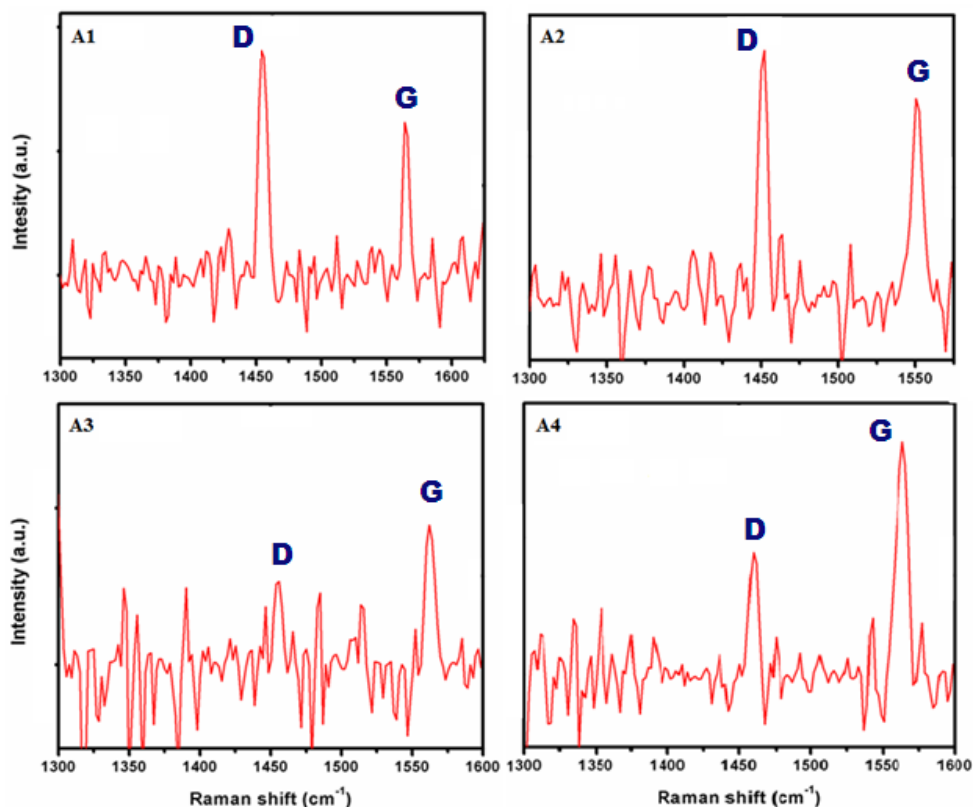 A1
D
G
Intesity (a.u.)
1300 1350 1400 1450 1500 1550 1600
A2
D
G
1300 1350 1400 1450 1500 1550
A3
D
G
Intensity (a.u.)
1300 1350 1400 1450 1500 1550 1600
Raman shift (cm⁻¹)
A4
D
G
1300 1350 1400 1450 1500 1550 1600
Raman shift (cm⁻¹)